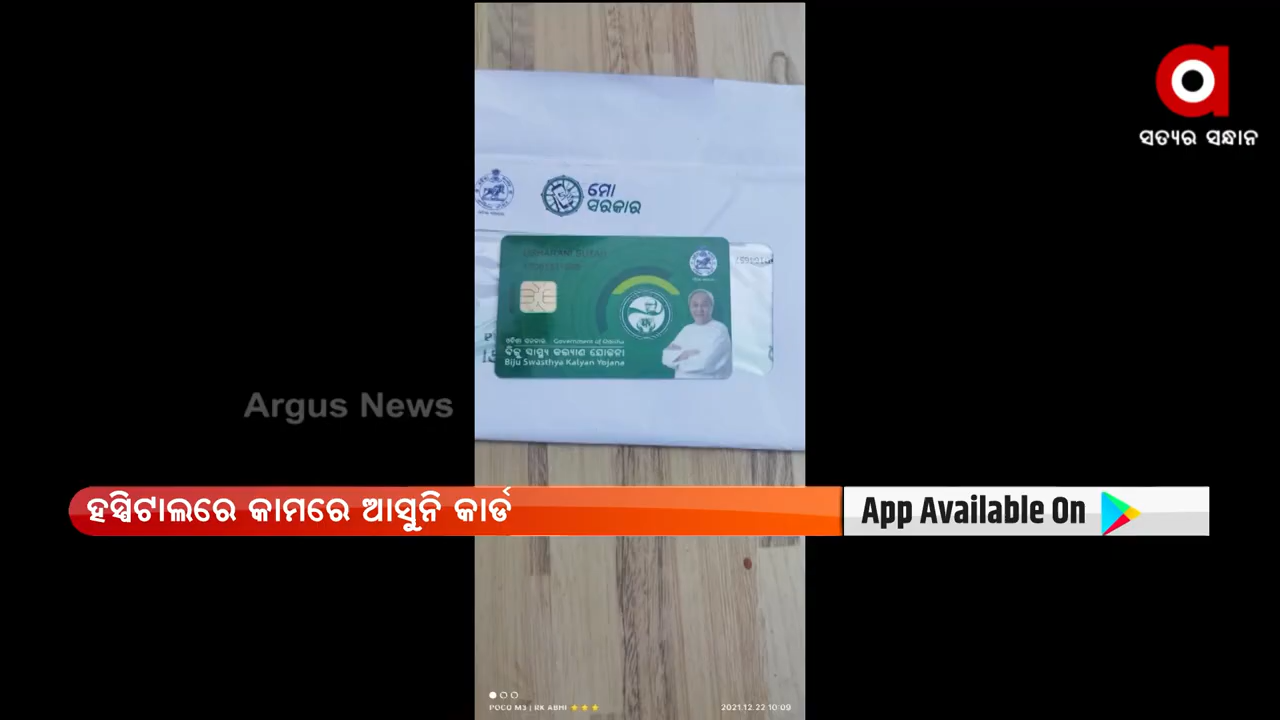 ସତ୍ୟର ସନ୍ଧାନ
ମୋ
ସରକାର
ଓଡ଼ିଶା ସରକାର Government of Odisha
ବିଜୁ ସ୍ୱାସ୍ଥ୍ୟ କଲ୍ୟାଣ ଯୋଜନା
Biju Swasthya Kalyan Yojana
Argus News
ହସ୍ପିଟାଲରେ କାମରେ ଆସୁନି କାର୍ଡ
App Available On
POCO M3 | RK ABHI
2021.12.22 10:09